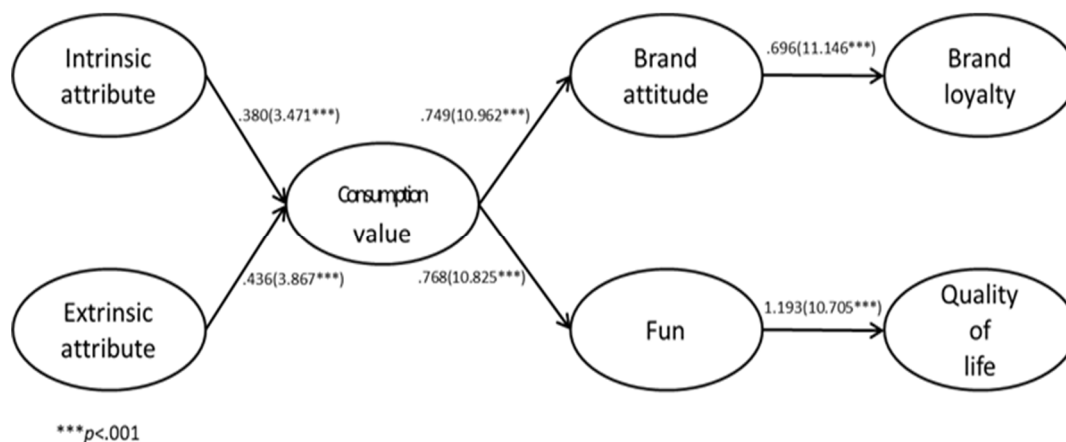 Intrinsic
attribute
.380(3.471***)
Extrinsic
attribute
.436(3.867***)
Consumption
value
.749(10.962***)
.768(10.825***)
Brand
attitude
.696(11.146***)
Brand
loyalty
Fun
1.193(10.705***)
Quality
of
life
***p<.001